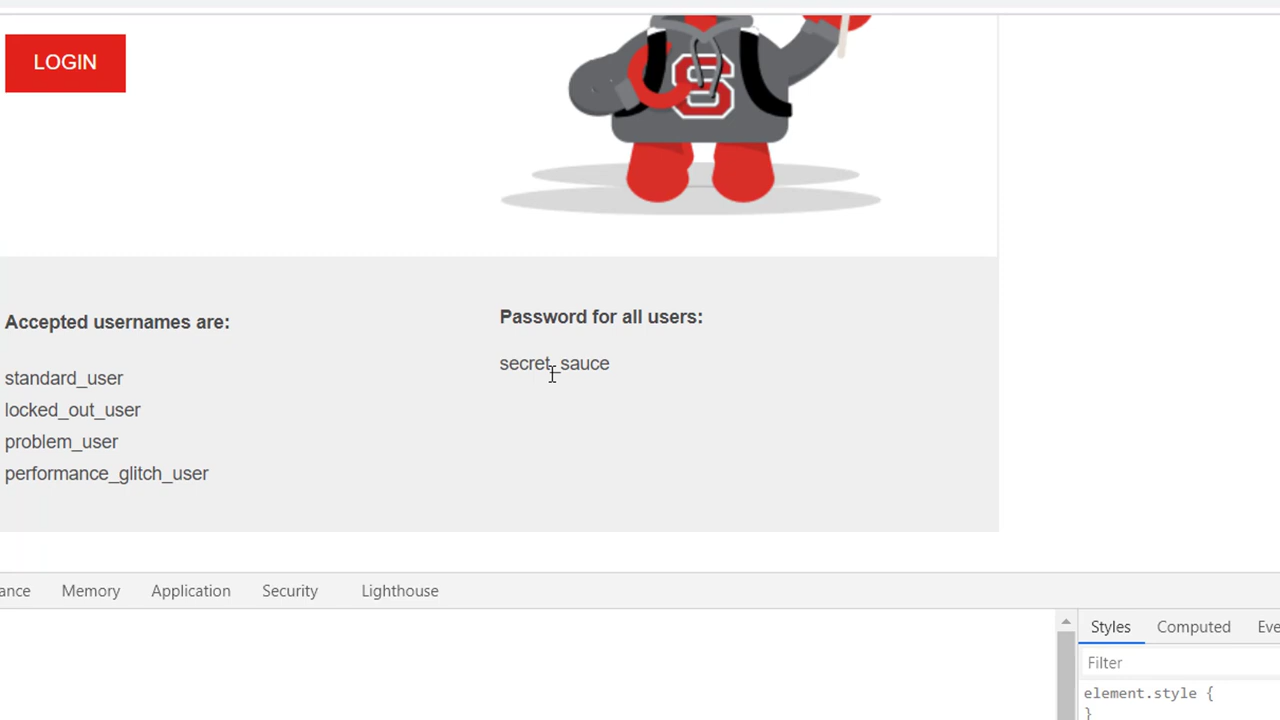 LOGIN
S
Accepted usernames are:
standard_user
locked_out_user
problem_user
performance_glitch_user
Password for all users:
secret_sauce
ance Memory Application Security Lighthouse
Styles Computed Eve
Filter
element.style {
}